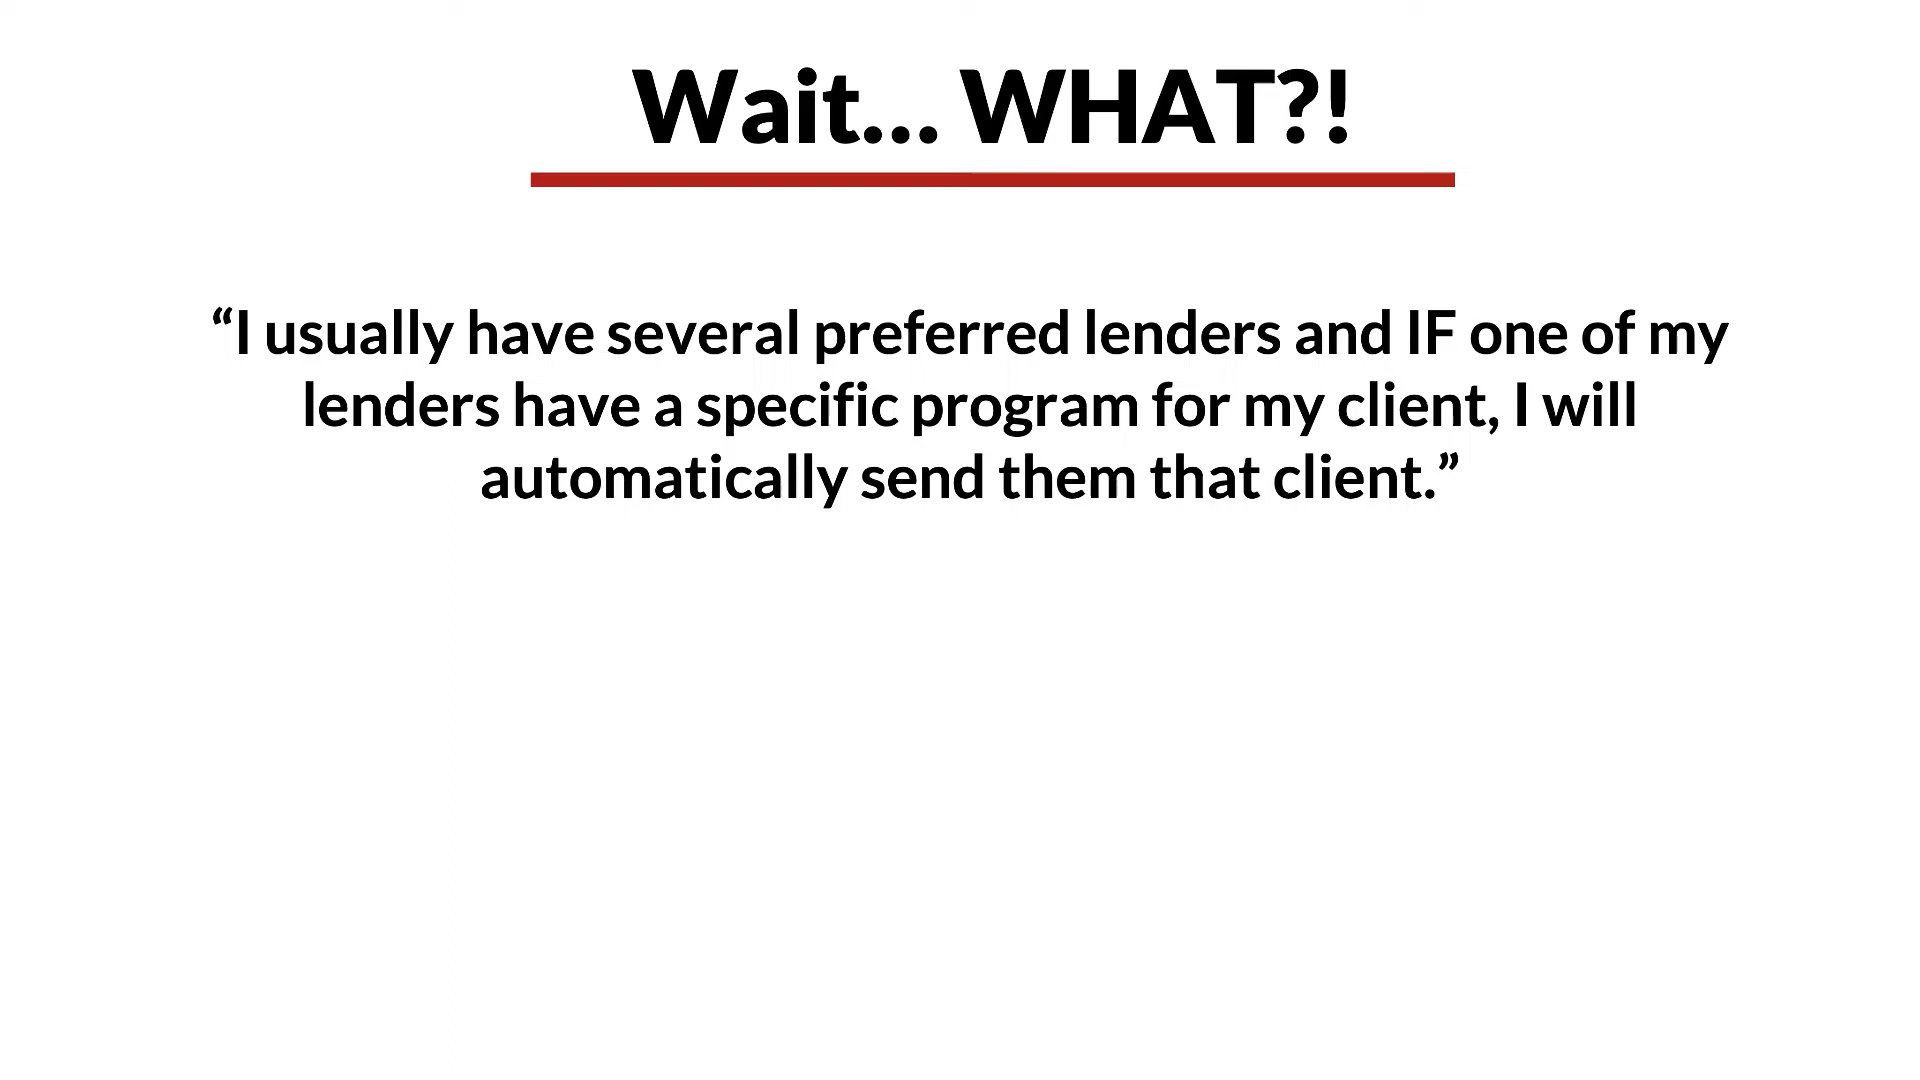 Wait... WHAT?!
“I usually have several preferred lenders and IF one of my
lenders have a specific program for my client, I will
automatically send them that client.”